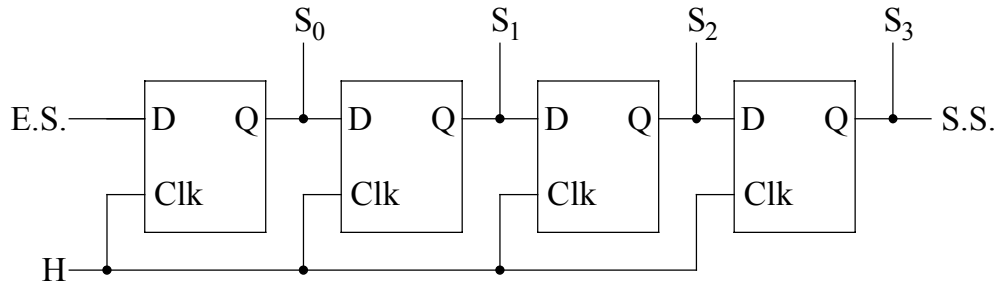 S0 S1 S2 S3
E.S. D Q D Q D Q D Q S.S.
Clk Clk Clk Clk
H